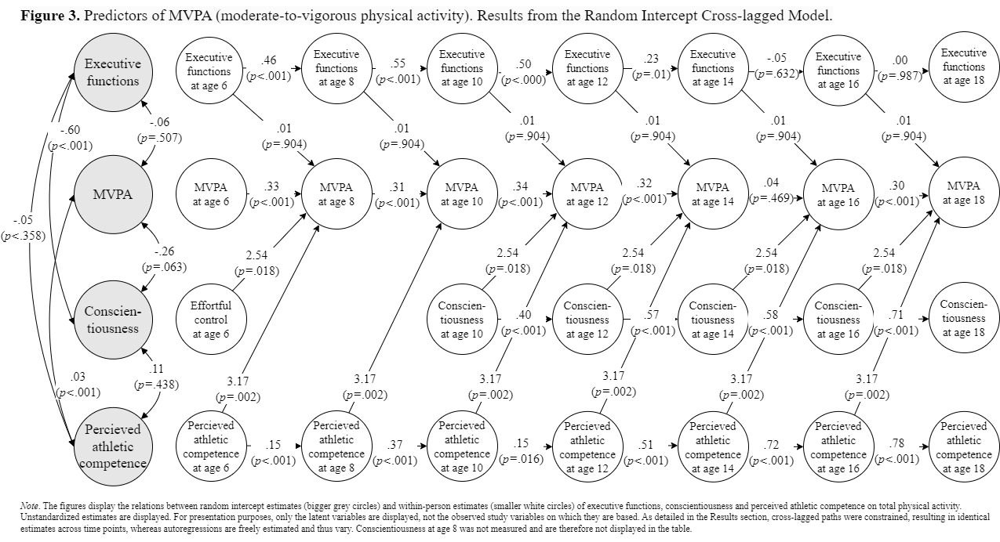 Figure 3. Predictors of MVPA (moderate-to-vigorous physical activity). Results from the Random Intercept Cross-lagged Model.
Executive
functions
Executive
functions
at age 6
.46
(p<.001)
Executive
functions
at age 8
.55
(p<.001)
Executive
functions
at age 10
.50
(p<.000)
Executive
functions
at age 12
.23
(p=.01)
Executive
functions
at age 14
-.05
(p=.632)
Executive
functions
at age 16
.00
(p=.987)
Executive
functions
at age 18
-.60
(p<.001)
-.06
(p=.507)
.01
(p=.904)
.01
(p=.904)
.01
(p=.904)
.01
(p=.904)
.01
(p=.904)
.01
(p=.904)
MVPA
MVPA
at age 6
.33
(p<.001)
MVPA
at age 8
.31
(p<.001)
MVPA
at age 10
.34
(p<.001)
MVPA
at age 12
.32
(p<.001)
MVPA
at age 14
.04
(p=.469)
MVPA
at age 16
.30
(p<.001)
MVPA
at age 18
-.05
(p<.358)
-.26
(p=.063)
2.54
(p=.018)
2.54
(p=.018)
2.54
(p=.018)
2.54
(p=.018)
2.54
(p=.018)
Conscien-
tiousness
Effortful
control
at age 6
Conscien-
tiousness
at age 10
.40
(p<.001)
Conscien-
tiousness
at age 12
.57
(p<.001)
Conscien-
tiousness
at age 14
.58
(p<.001)
Conscien-
tiousness
at age 16
.71
(p<.001)
Conscien-
tiousness
at age 18
.03
(p<.001)
.11
(p=.438)
3.17
(p=.002)
3.17
(p=.002)
3.17
(p=.002)
3.17
(p=.002)
3.17
(p=.002)
3.17
(p=.002)
Percieved
athletic
competence
Percieved
athletic
competence
at age 6
.15
(p<.001)
Percieved
athletic
competence
at age 8
.37
(p<.001)
Percieved
athletic
competence
at age 10
.15
(p=.016)
Percieved
athletic
competence
at age 12
.51
(p<.001)
Percieved
athletic
competence
at age 14
.72
(p<.001)
Percieved
athletic
competence
at age 16
.78
(p<.001)
Percieved
athletic
competence
at age 18
Note. The figures display the relations between random intercept estimates (bigger grey circles) and within-person estimates (smaller white circles) of executive functions, conscientiousness and perceived athletic competence on total physical activity.
Unstandardized estimates are displayed. For presentation purposes, only the latent variables are displayed, not the observed study variables on which they are based. As detailed in the Results section, cross-lagged paths were constrained, resulting in identical
estimates across time points, whereas autoregressions are freely estimated and thus vary. Conscientiousness at age 8 was not measured and are therefore not displayed in the table.